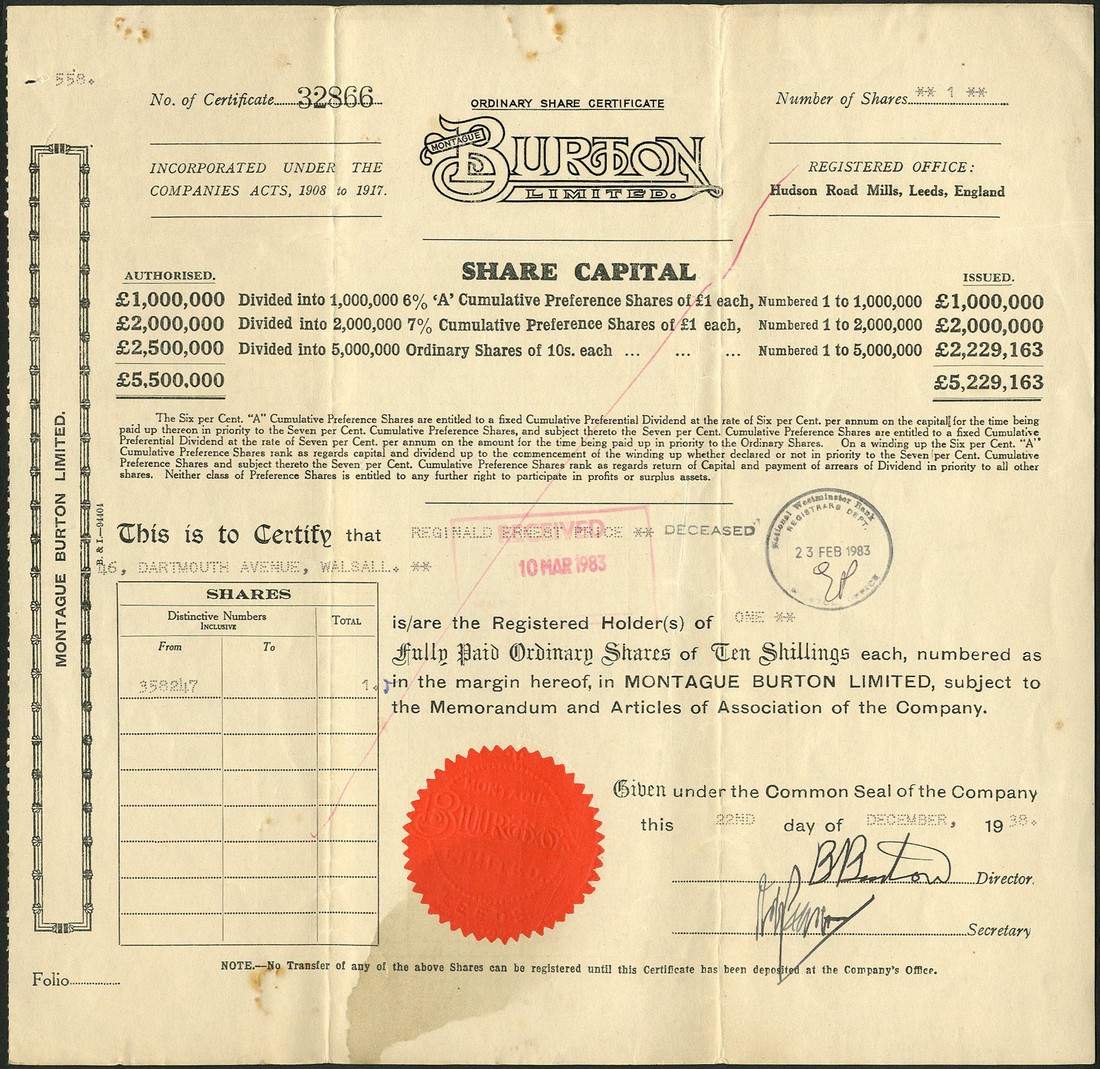 558.
No. of Certificate 32866
ORDINARY SHARE CERTIFICATE
Number of Shares ** 1 **
MONTAGUE
BURTON
LIMITED.
INCORPORATED UNDER THE
COMPANIES ACTS, 1908 to 1917.
REGISTERED OFFICE:
Hudson Road Mills, Leeds, England
SHARE CAPITAL
AUTHORISED.
ISSUED.
£1,000,000 Divided into 1,000,000 6% ‘A’ Cumulative Preference Shares of £1 each, Numbered 1 to 1,000,000 £1,000,000
£2,000,000 Divided into 2,000,000 7% Cumulative Preference Shares of £1 each, Numbered 1 to 2,000,000 £2,000,000
£2,500,000 Divided into 5,000,000 Ordinary Shares of 10s. each ... ... ... Numbered 1 to 5,000,000 £2,229,163
£5,500,000 £5,229,163
The Six per Cent. “A” Cumulative Preference Shares are entitled to a fixed Cumulative Preferential Dividend at the rate of Six per Cent. per annum on the capital for the time being
paid up thereon in priority to the Seven per Cent. Cumulative Preference Shares, and subject thereto the Seven per Cent. Cumulative Preference Shares are entitled to a fixed Cumulative
Preferential Dividend at the rate of Seven per Cent. per annum on the amount for the time being paid up in priority to the Ordinary Shares. On a winding up the Six per Cent. “A”
Cumulative Preference Shares rank as regards capital and dividend up to the commencement of the winding up whether declared or not in priority to the Seven per Cent. Cumulative
Preference Shares and subject thereto the Seven per Cent. Cumulative Preference Shares rank as regards return of Capital and payment of arrears of Dividend in priority to all other
shares. Neither class of Preference Shares is entitled to any further right to participate in profits or surplus assets.
MONTAGUE BURTON LIMITED.
B. & I.—94401
This is to Certify that REGINALD ERNEST PRICE ** DECEASED
46, DARTMOUTH AVENUE, WALSALL. **
RECEIVED
10 MAR 1983
National Westminster Bank
REGISTRARS DEPT
23 FEB 1983
SHARES
Distinctive Numbers
INCLUSIVE
TOTAL
From To
358247 1.
is/are the Registered Holder(s) of ONE **
Fully Paid Ordinary Shares of Ten Shillings each, numbered as
in the margin hereof, in MONTAGUE BURTON LIMITED, subject to
the Memorandum and Articles of Association of the Company.
MONTAGUE
BURTON
LIMITED
Given under the Common Seal of the Company
this 22ND day of DECEMBER, 1938.
B Burton Director.
Secretary
NOTE.—No Transfer of any of the above Shares can be registered until this Certificate has been deposited at the Company’s Office.
Folio